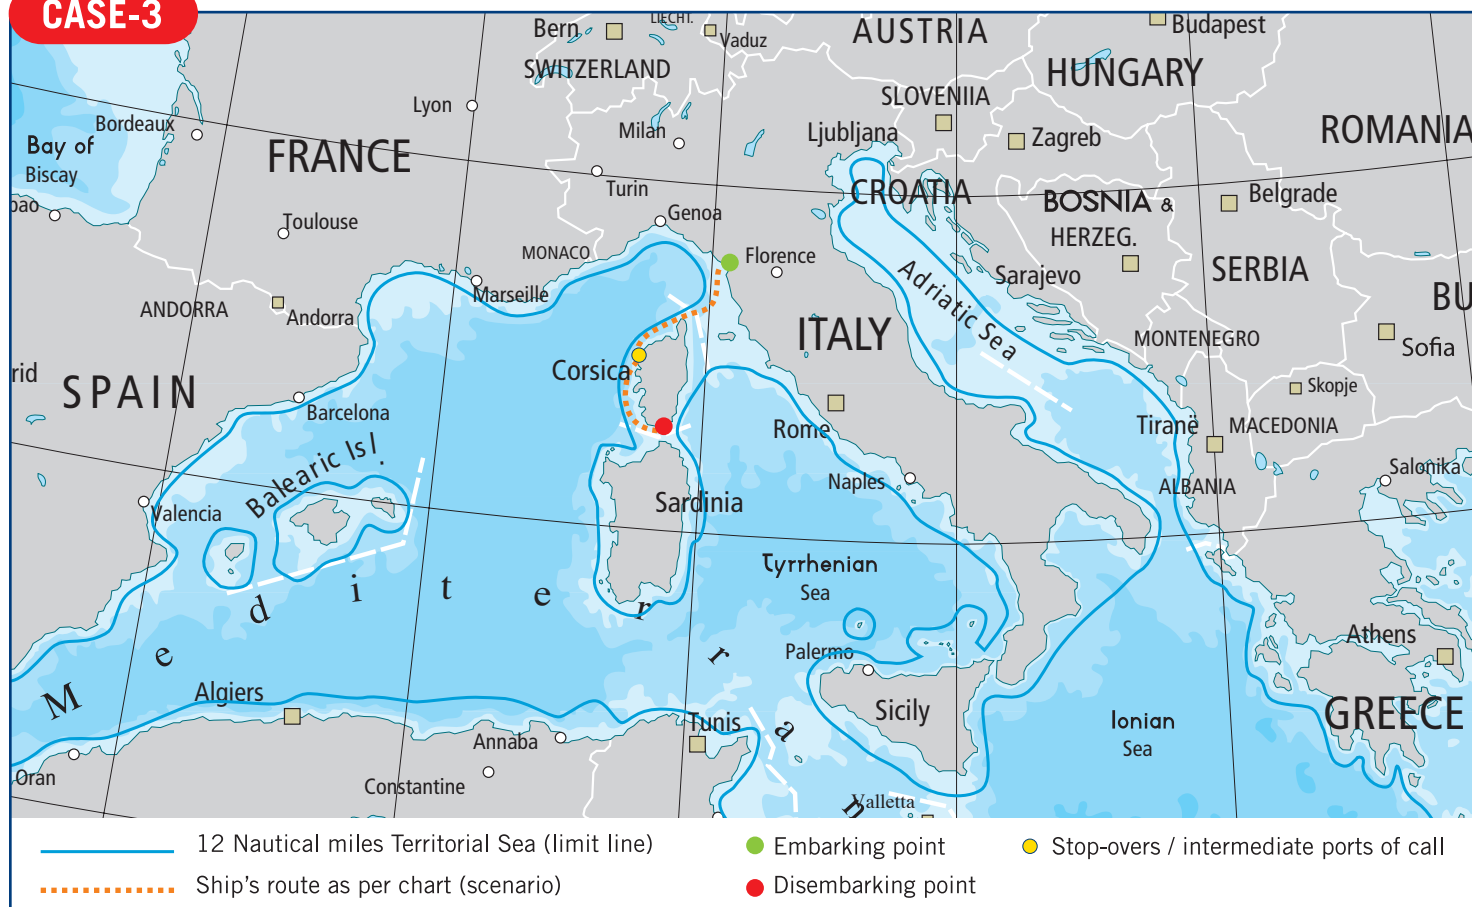 CASE-3
Bern
LIECHT.
Vaduz
AUSTRIA
Budapest
SWITZERLAND
HUNGARY
SLOVENIIA
Lyon
Bordeaux
Milan
Ljubljana
Zagreb
ROMANIA
Bay of
Biscay
FRANCE
Turin
CROATIA
BOSNIA &
HERZEG.
Belgrade
bao
Toulouse
Genoa
MONACO
Florence
Adriatic Sea
Sarajevo
SERBIA
Marseille
ANDORRA
Andorra
ITALY
BU
MONTENEGRO
Sofia
rid
SPAIN
Corsica
Skopje
Barcelona
Rome
Tiranë
MACEDONIA
Balearic Isl.
Naples
Salonika
Valencia
Sardinia
ALBANIA
Tyrrhenian
Sea
M e d i t e r r a n
Palermo
Athens
Algiers
Sicily
Ionian
Sea
GREECE
Tunis
Annaba
Oran
Constantine
Valletta
12 Nautical miles Territorial Sea (limit line)
Embarking point
Stop-overs / intermediate ports of call
Ship's route as per chart (scenario)
Disembarking point